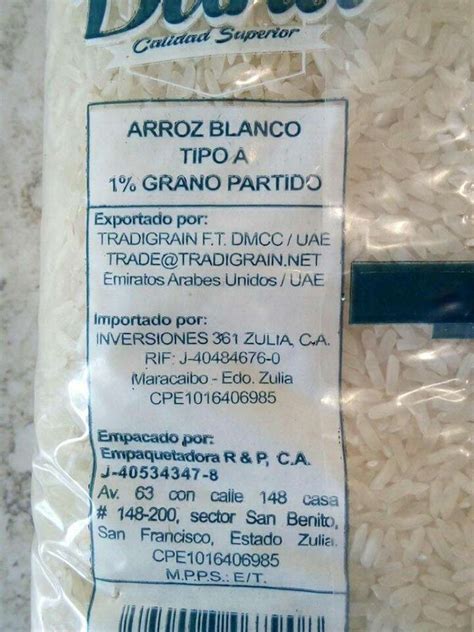 Calidad Superior
ARROZ BLANCO
TIPO A
1% GRANO PARTIDO
Exportado por:
TRADIGRAIN F.T. DMCC / UAE
TRADE@TRADIGRAIN.NET
Emiratos Arabes Unidos / UAE
Importado por:
INVERSIONES 361 ZULIA, C.A.
RIF: J-40484676-0
Maracaibo - Edo. Zulia
CPE1016406985
Empacado por:
Empaquetadora R & P, C.A.
J-40534347-8
Av. 63 con calle 148 casa
# 148-200, sector San Benito,
San Francisco, Estado Zulia.
CPE1016406985
M.P.P.S.: E/T.